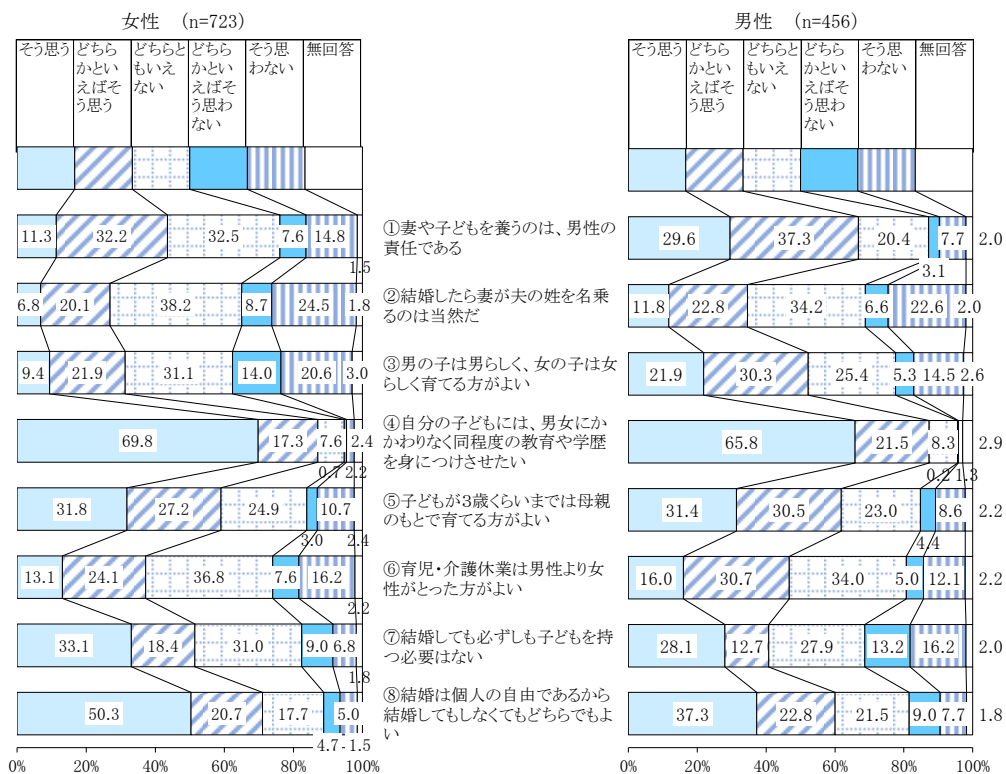 女性 (n=723)
そう思う
どちら
かとい
えばそ
う思う
どちらと
もいえ
ない
どちら
かとい
えばそ
う思わ
ない
そう思
わない
無回答
11.3 32.2 32.5 7.6 14.8
1.5
6.8 20.1 38.2 8.7 24.5 1.8
9.4 21.9 31.1 14.0 20.6 3.0
69.8 17.3 7.6 2.4
0.7 2.2
31.8 27.2 24.9 10.7
3.0 2.4
13.1 24.1 36.8 7.6 16.2
2.2
33.1 18.4 31.0 9.0 6.8
1.8
50.3 20.7 17.7 5.0
4.7 1.5
0% 20% 40% 60% 80% 100%
①妻や子どもを養うのは、男性の
責任である
②結婚したら妻が夫の姓を名乗
るのは当然だ
③男の子は男らしく、女の子は女
らしく育てる方がよい
④自分の子どもには、男女にか
かわりなく同程度の教育や学歴
を身につけさせたい
⑤子どもが3歳くらいまでは母親
のもとで育てる方がよい
⑥育児・介護休業は男性より女
性がとった方がよい
⑦結婚しても必ずしも子どもを持
つ必要はない
⑧結婚は個人の自由であるから
結婚してもしなくてもどちらでもよ
い
男性 (n=456)
そう思う
どちら
かとい
えばそ
う思う
どちらと
もいえ
ない
どちら
かとい
えばそ
う思わ
ない
そう思
わない
無回答
29.6 37.3 20.4 7.7 2.0
3.1
11.8 22.8 34.2 6.6 22.6 2.0
21.9 30.3 25.4 5.3 14.5 2.6
65.8 21.5 8.3 2.9
0.2 1.3
31.4 30.5 23.0 8.6 2.2
4.4
16.0 30.7 34.0 5.0 12.1 2.2
28.1 12.7 27.9 13.2 16.2 2.0
37.3 22.8 21.5 9.0 7.7 1.8
0% 20% 40% 60% 80% 100%